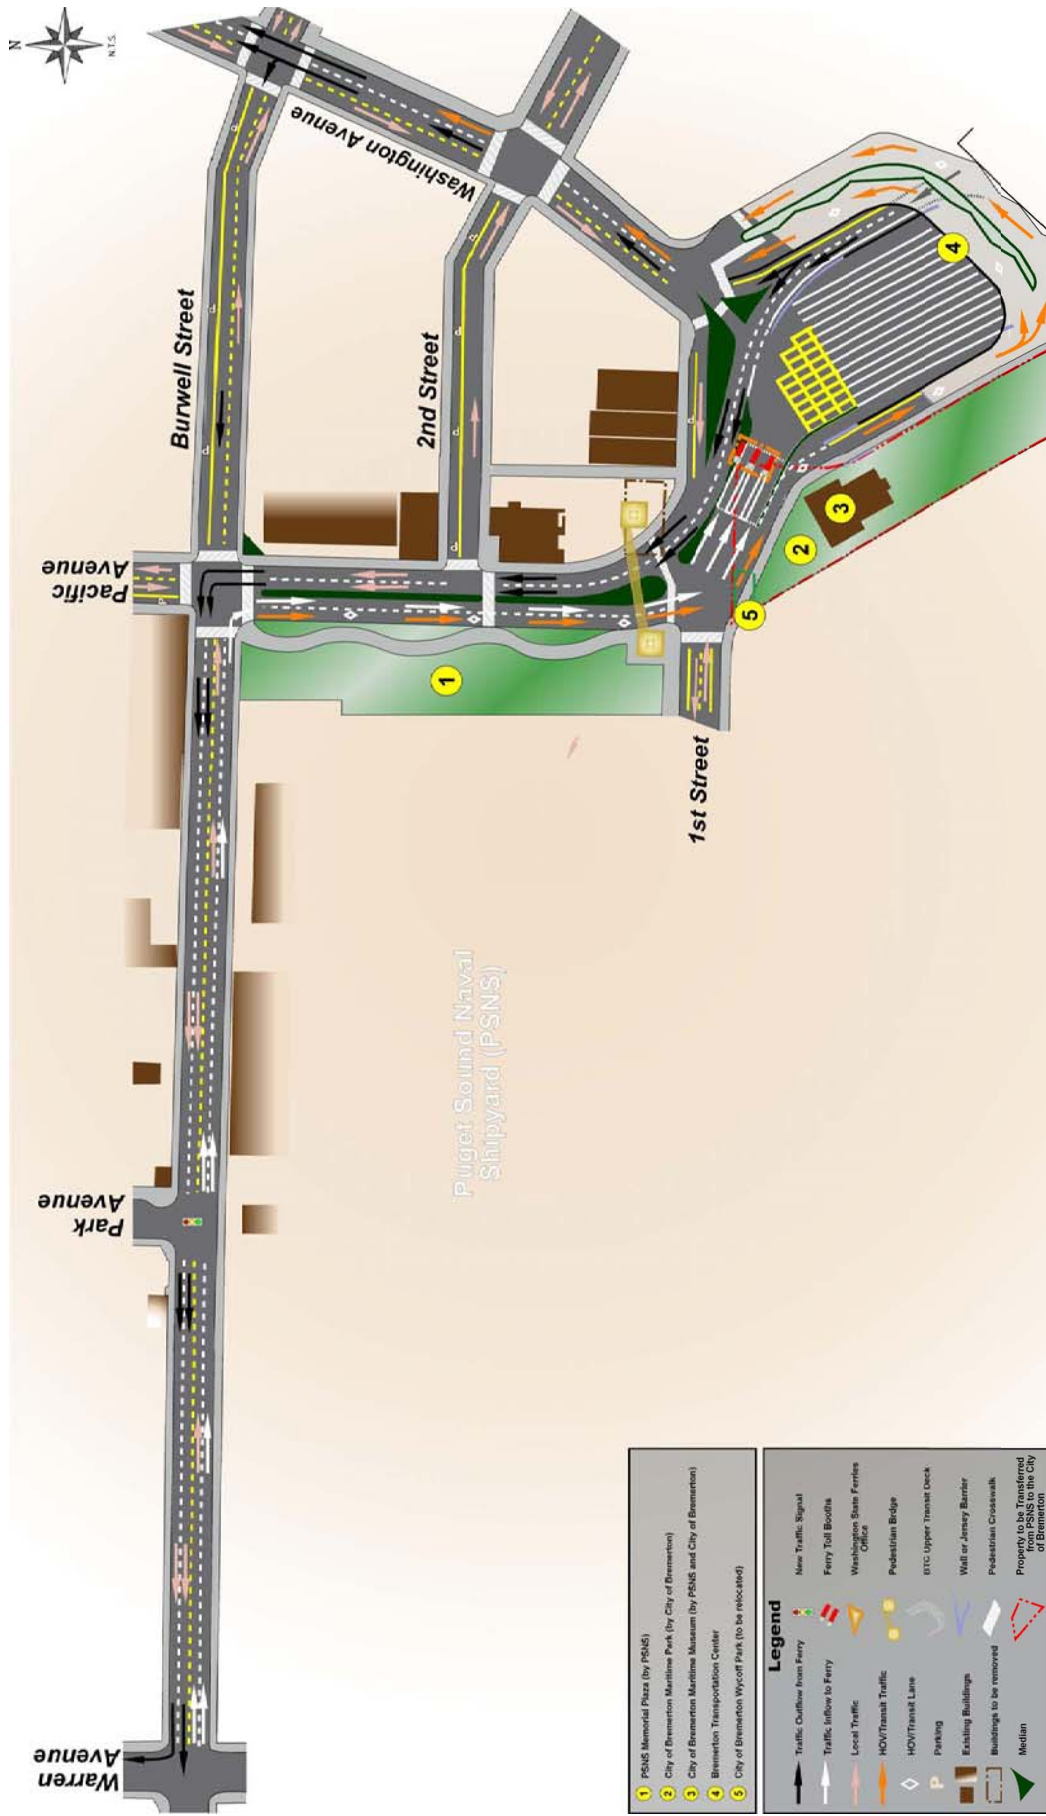 N
N.T.S.
Washington Avenue
Burwell Street
2nd Street
Pacific
Avenue
1st Street
Puget Sound Naval
Shipyard (PSNS)
Park
Avenue
Warren
Avenue
P
P
P
P
P
P
P
P
1
2
3
4
5
1 PSNS Memorial Plaza (by PSNS)
2 City of Bremerton Maritime Park (by City of Bremerton)
3 City of Bremerton Maritime Museum (by PSNS and City of Bremerton)
4 Bremerton Transportation Center
5 City of Bremerton Wycoff Park (to be relocated)
Legend
Traffic Outflow from Ferry
Traffic Inflow to Ferry
Local Traffic
HOV/Transit Traffic
HOV/Transit Lane
P Parking
Existing Buildings
Buildings to be removed
Median
New Traffic Signal
Ferry Toll Booths
Washington State Ferries
Office
Pedestrian Brdge
BTC Upper Transit Deck
Wall or Jersey Barrier
Pedestrian Crosswalk
Property to be Transferred
from PSNS to the City
of Bremerton